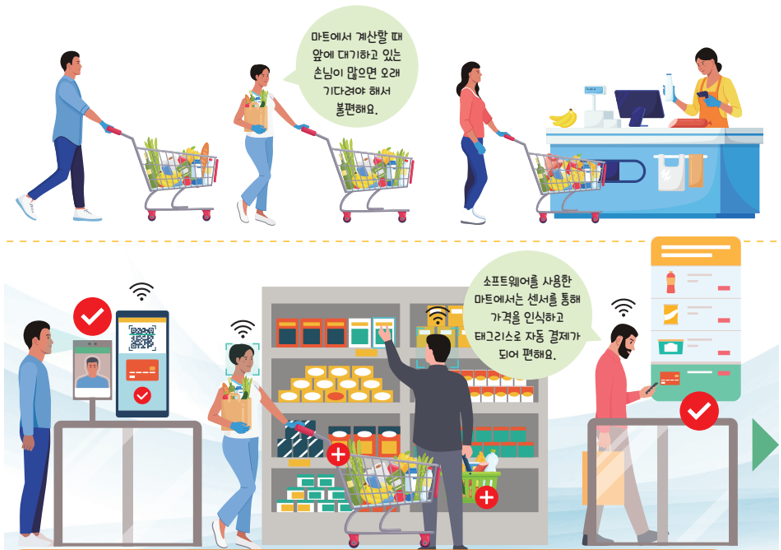 마트에서 계산할 때
앞에 대기하고 있는
손님이 많으면 오래
기다려야 해서
불편해요.
소프트웨어를 사용한
마트에서는 센서를 통해
가격을 인식하고
태그리스로 자동 결제가
되어 편해요.